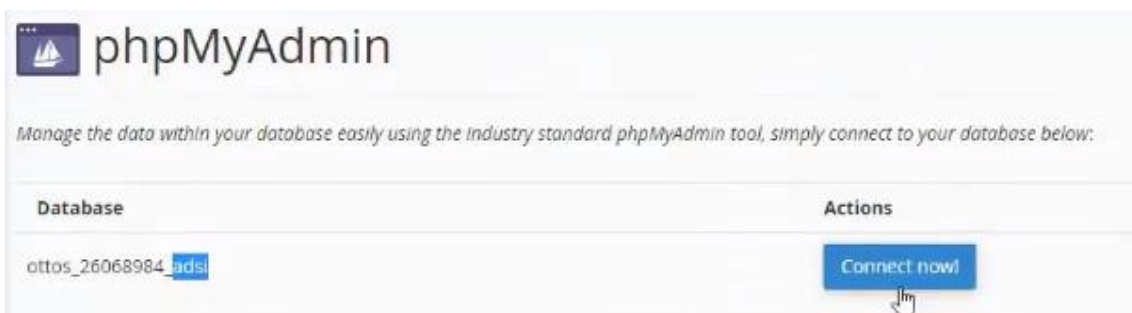 phpMyAdmin
Manage the data within your database easily using the industry standard phpMyAdmin tool, simply connect to your database below:
Database Actions
ottos_26068984_adsi Connect now!